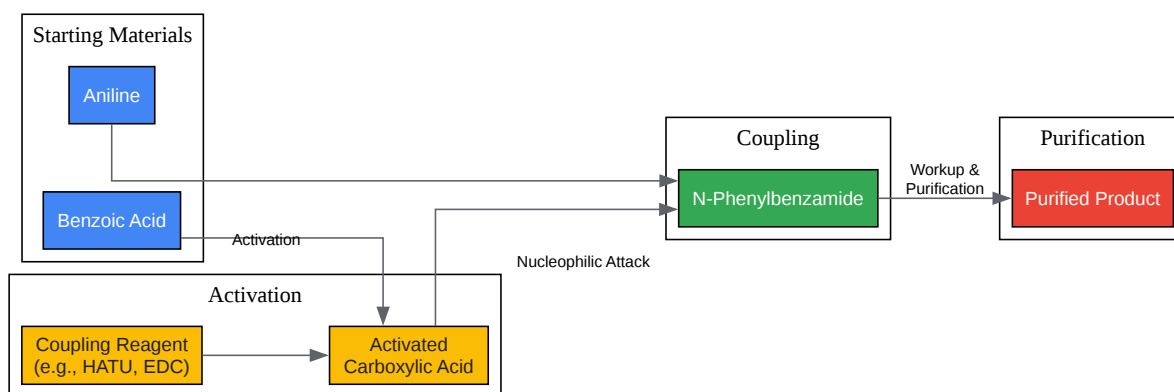 Starting Materials
Aniline
Benzoic Acid
Activation
Activation
Coupling Reagent
(e.g., HATU, EDC)
Activated
Carboxylic Acid
Nucleophilic Attack
Coupling
N-Phenylbenzamide
Workup &
Purification
Purification
Purified Product